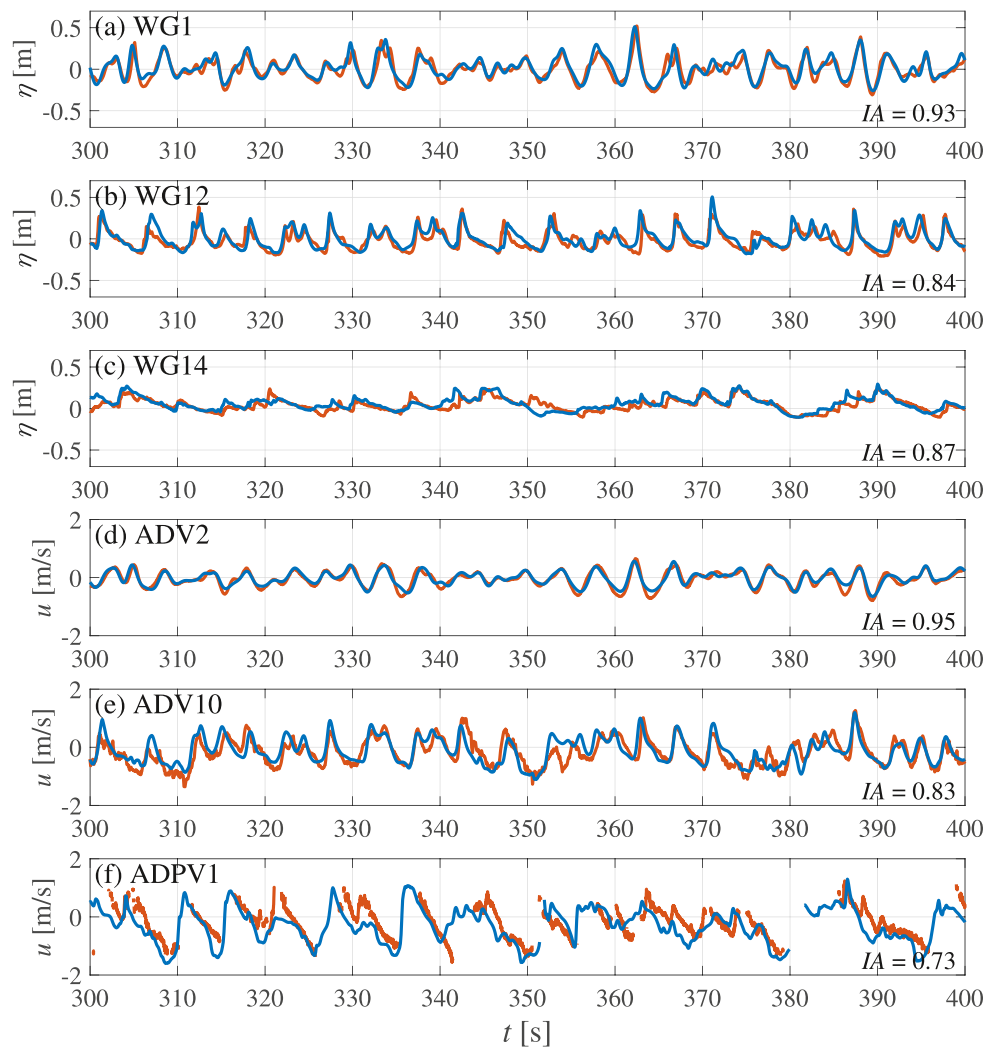 (a) WG1
η [m]
0.5
0
-0.5
IA = 0.93
300 310 320 330 340 350 360 370 380 390 400
(b) WG12
η [m]
0.5
0
-0.5
IA = 0.84
300 310 320 330 340 350 360 370 380 390 400
(c) WG14
η [m]
0.5
0
-0.5
IA = 0.87
300 310 320 330 340 350 360 370 380 390 400
(d) ADV2
u [m/s]
2
0
-2
IA = 0.95
300 310 320 330 340 350 360 370 380 390 400
(e) ADV10
u [m/s]
2
0
-2
IA = 0.83
300 310 320 330 340 350 360 370 380 390 400
(f) ADPV1
u [m/s]
2
0
-2
IA = 0.73
300 310 320 330 340 350 360 370 380 390 400
t [s]